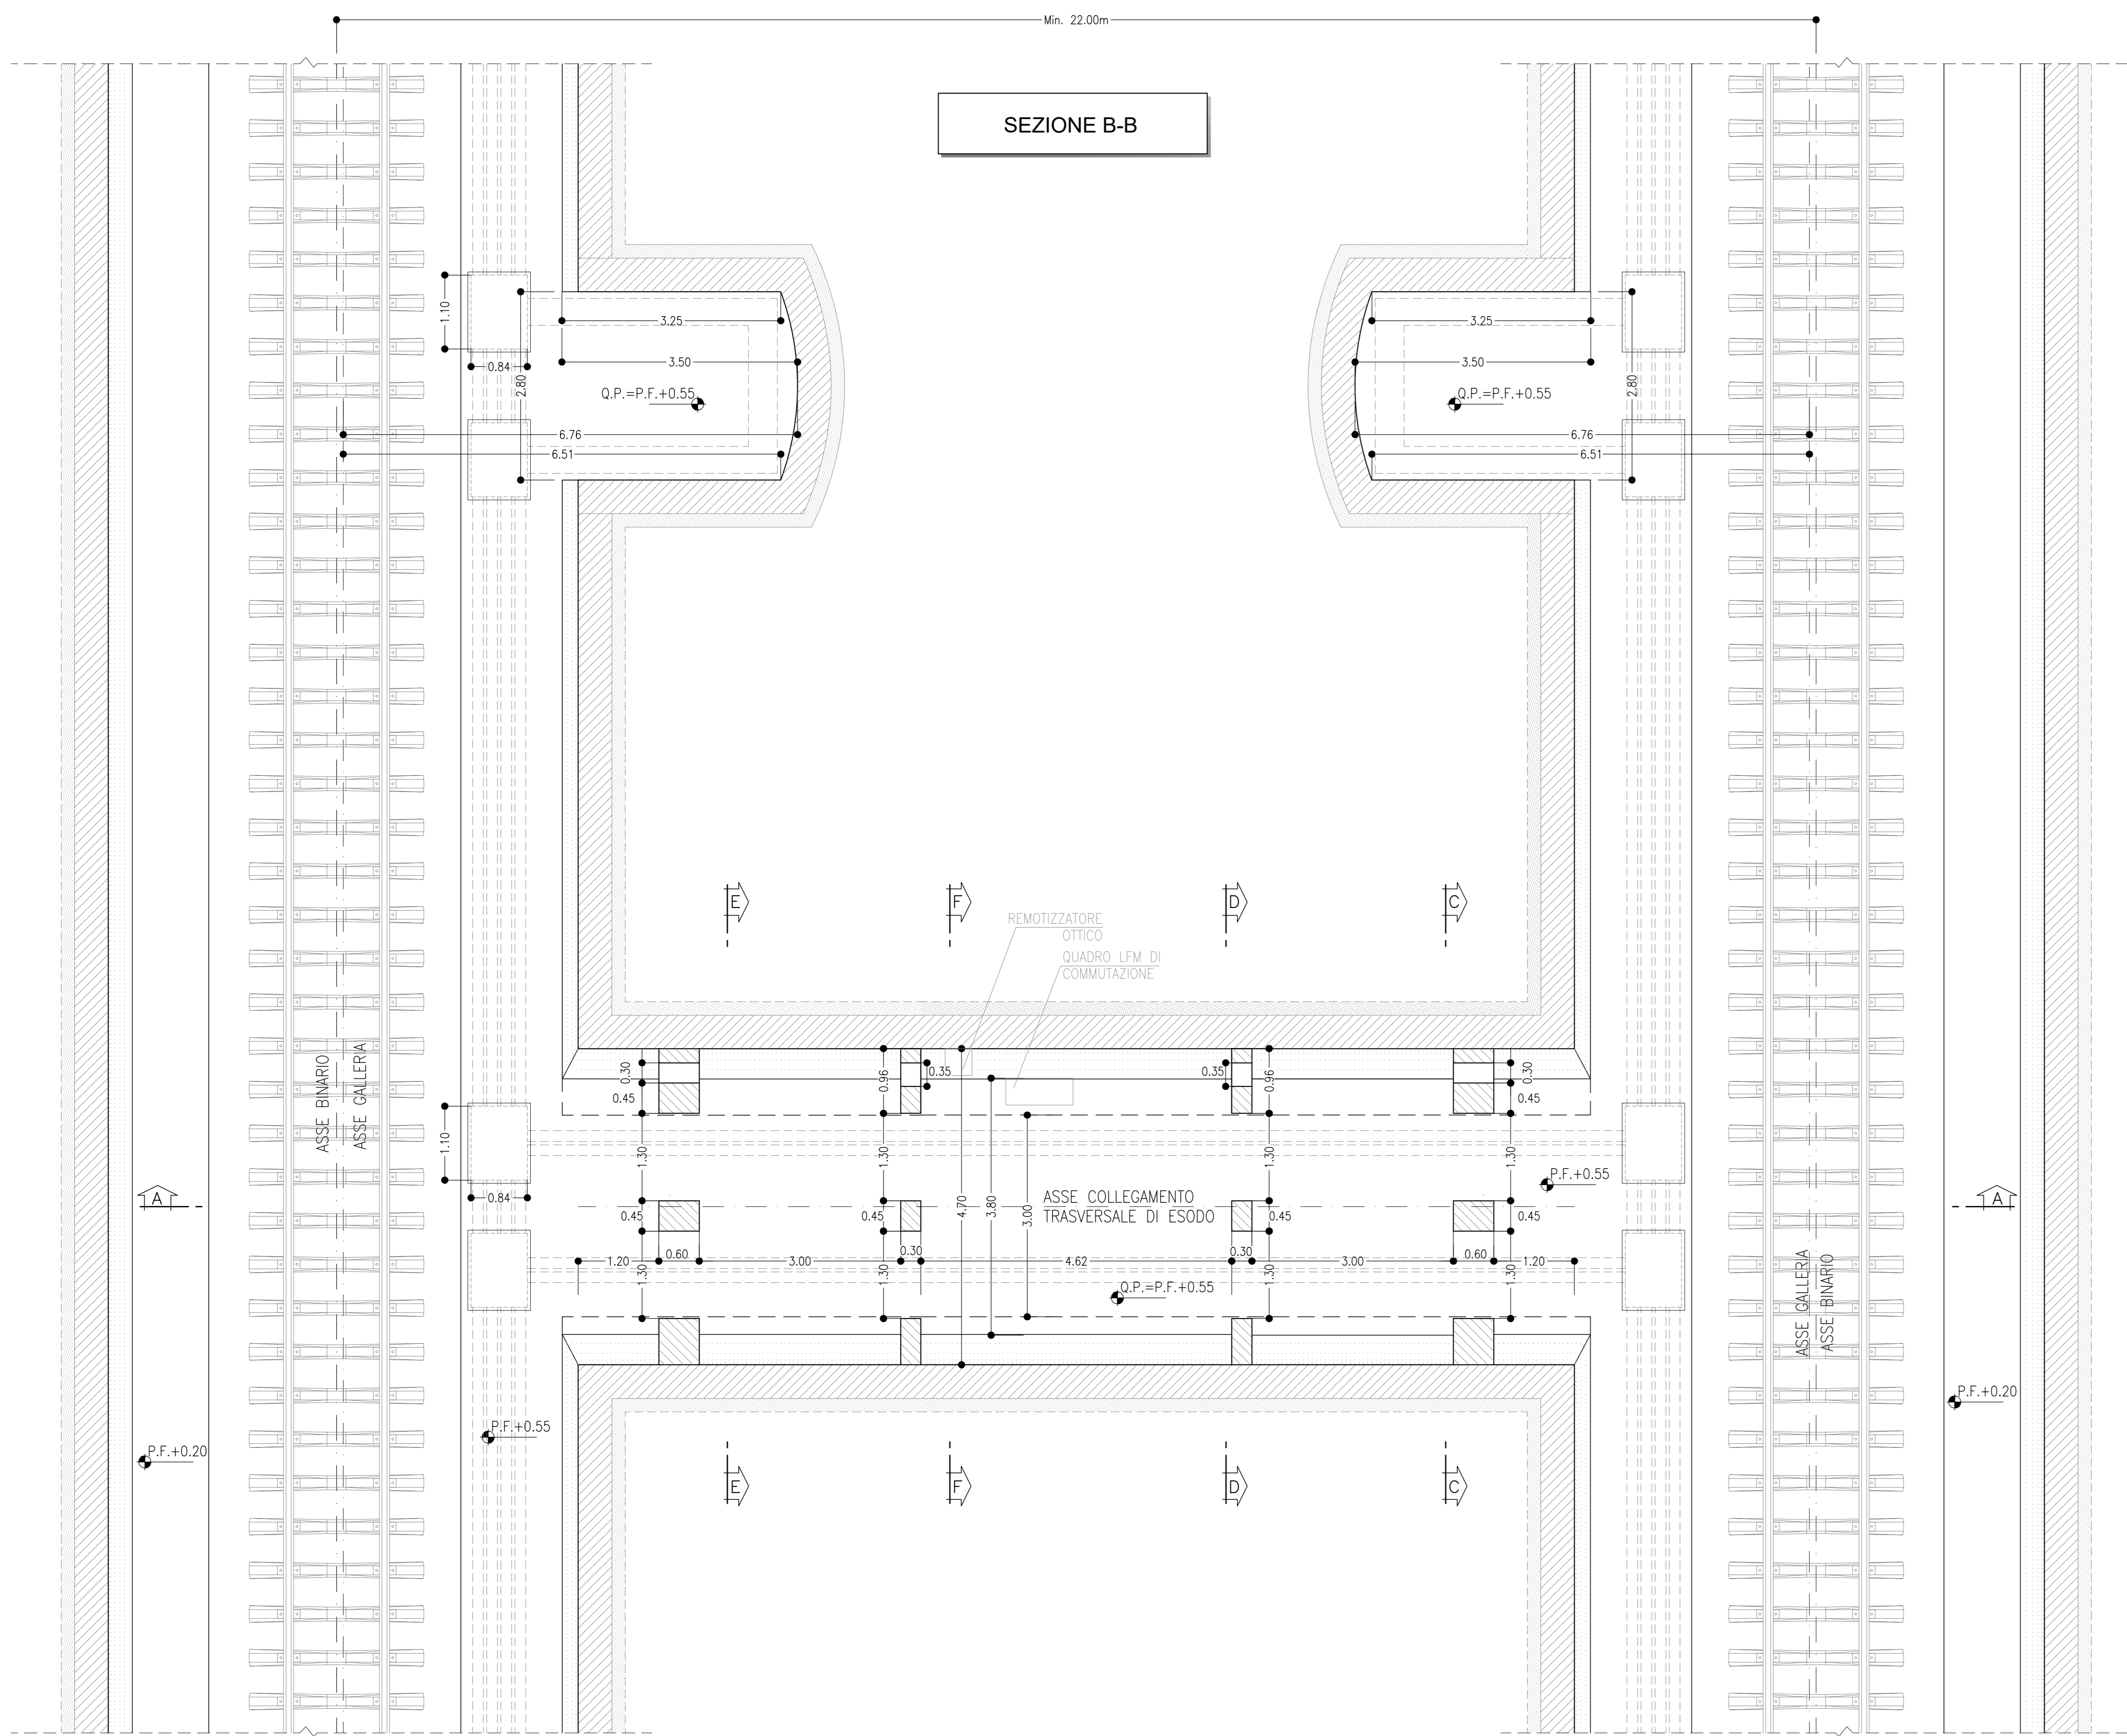 Min. 22.00m
SEZIONE B-B
1.10
0.84
2.80
3.25
3.50
Q.P.=P.F.+0.55
6.76
6.51
3.25
3.50
Q.P.=P.F.+0.55
2.80
6.76
6.51
E
F
D
C
REMOTIZZATORE
OTTICO
QUADRO LFM DI
COMMUTAZIONE
ASSE BINARIO
ASSE GALLERIA
0.30
0.45
0.96
0.35
0.35
0.96
0.30
0.45
1.10
0.84
1.30
1.30
1.30
1.30
4.70
3.80
3.00
P.F.+0.55
A
A
ASSE COLLEGAMENTO
TRASVERSALE DI ESODO
0.45
0.45
0.45
0.45
1.20
0.60
3.00
0.30
4.62
0.30
3.00
0.60
1.20
1.30
1.30
1.30
1.30
Q.P.=P.F.+0.55
ASSE GALLERIA
ASSE BINARIO
P.F.+0.20
P.F.+0.55
P.F.+0.20
E
F
D
C